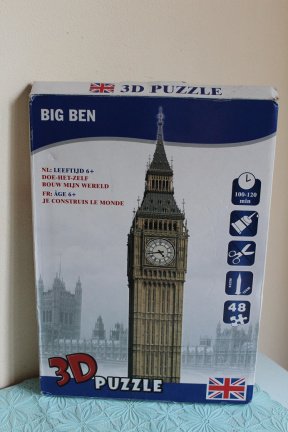 3D PUZZLE
BIG BEN
NL: LEEFTIJD 6+
DOE-HET-ZELF
BOUW MIJN WERELD
FR: ÂGE 6+
JE CONSTRUIS LE MONDE
100-120
min
48
3D PUZZLE